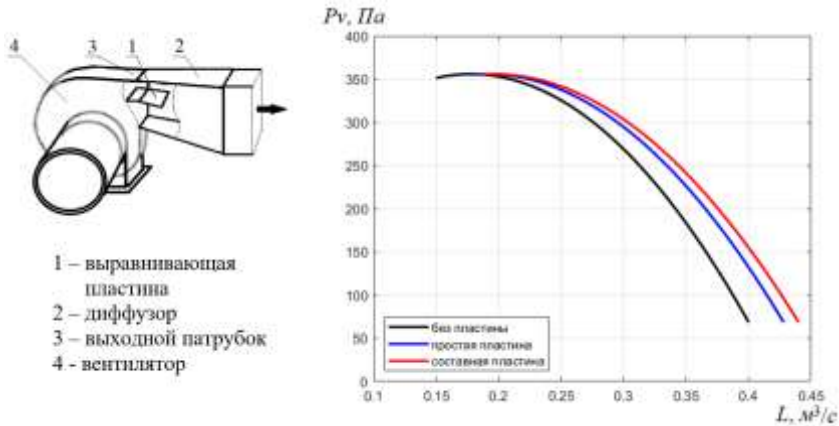 4
3
1
2
1 – выравнивающая
пластина
2 – диффузор
3 – выходной патрубок
4 - вентилятор
Pv, Па
400
350
300
250
200
150
100
50
0
без пластины
простая пластина
составная пластина
0.1
0.15
0.2
0.25
0.3
0.35
0.4
0.45
L, м³/с